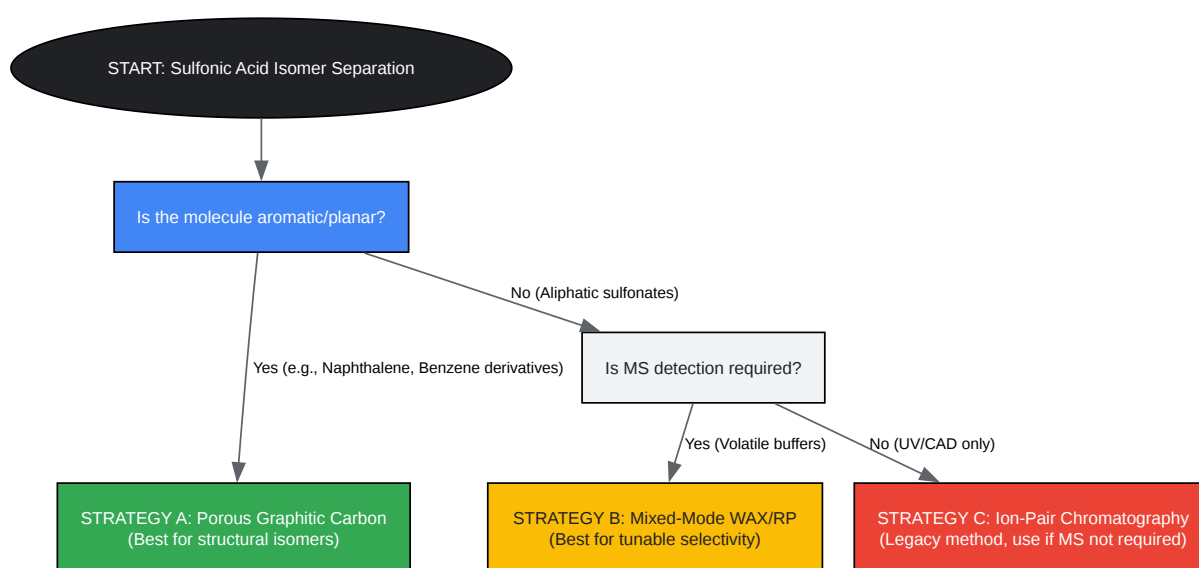 START: Sulfonic Acid Isomer Separation
Is the molecule aromatic/planar?
No (Aliphatic sulfonates)
Yes (e.g., Naphthalene, Benzene derivatives)
Is MS detection required?
Yes (Volatile buffers)
No (UV/CAD only)
STRATEGY A: Porous Graphitic Carbon
(Best for structural isomers)
STRATEGY B: Mixed-Mode WAX/RP
(Best for tunable selectivity)
STRATEGY C: Ion-Pair Chromatography
(Legacy method, use if MS not required)